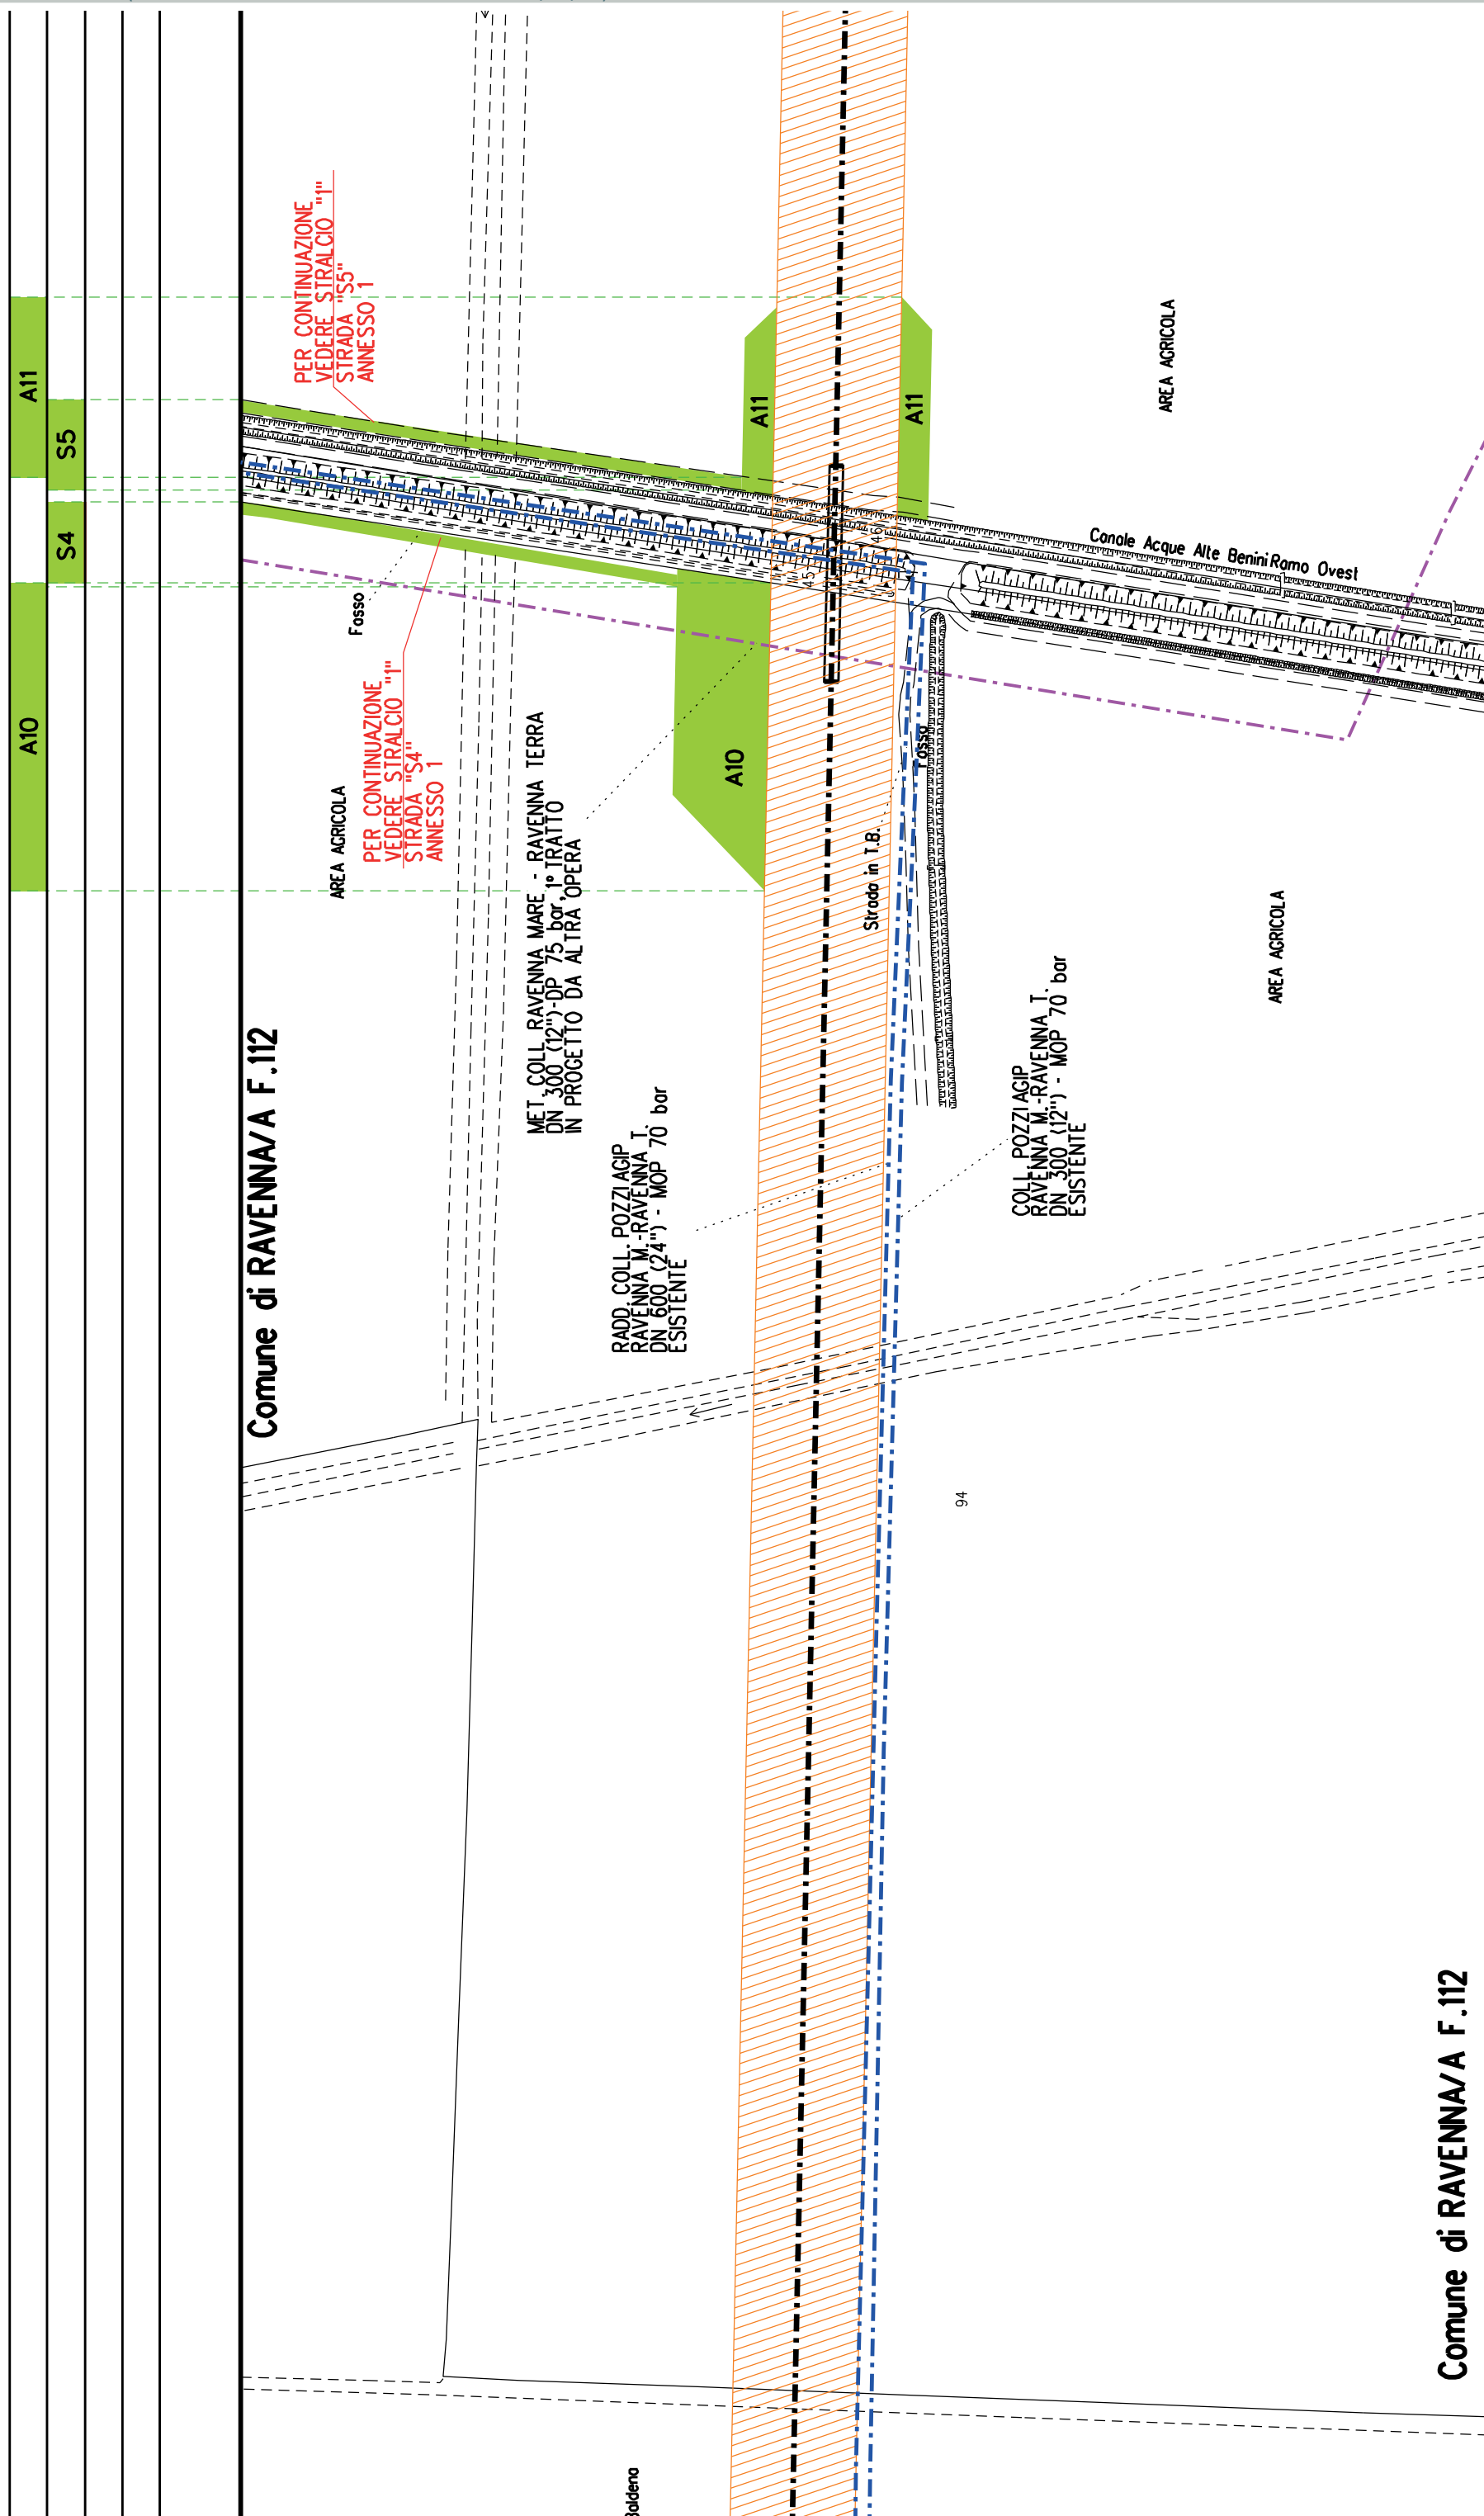 A11
S5
S4
A10
PER CONTINUAZIONE
VEDERE STRALCIO "1"
STRADA "S5"
ANNESSO 1
A11
A11
AREA AGRICOLA
Canale Acque Alte Benini Ramo Ovest
46
45
Fosso
PER CONTINUAZIONE
VEDERE STRALCIO "1"
STRADA "S4"
ANNESSO 1
AREA AGRICOLA
A10
Fosso
Strada in T.B.
MET. COLL. RAVENNA MARE - RAVENNA TERRA
DN 300 (12")-DP 75 bar, 1° TRATTO
IN PROGETTO DA ALTRA OPERA
AREA AGRICOLA
Comune di RAVENNA/A F.112
RADD. COLL. POZZI AGIP
RAVENNA M.-RAVENNA T.
DN 600 (24") - MOP 70 bar
ESISTENTE
COLL. POZZI AGIP
RAVENNA M.-RAVENNA T.
DN 300 (12") - MOP 70 bar
ESISTENTE
94
Comune di RAVENNA/A F.112
Baldena